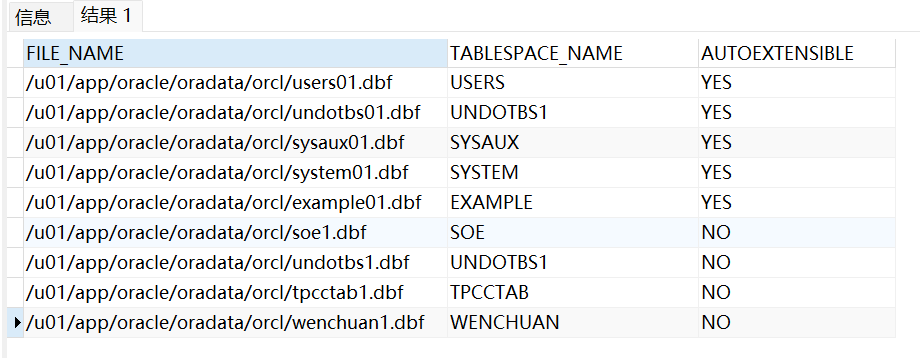 信息 结果 1
FILE_NAME TABLESPACE_NAME AUTOEXTENSIBLE
/u01/app/oracle/oradata/orcl/users01.dbf USERS YES
/u01/app/oracle/oradata/orcl/undotbs01.dbf UNDOTBS1 YES
/u01/app/oracle/oradata/orcl/sysaux01.dbf SYSAUX YES
/u01/app/oracle/oradata/orcl/system01.dbf SYSTEM YES
/u01/app/oracle/oradata/orcl/example01.dbf EXAMPLE YES
/u01/app/oracle/oradata/orcl/soe1.dbf SOE NO
/u01/app/oracle/oradata/orcl/undotbs1.dbf UNDOTBS1 NO
/u01/app/oracle/oradata/orcl/tpcctab1.dbf TPCCTAB NO
/u01/app/oracle/oradata/orcl/wenchuan1.dbf WENCHUAN NO